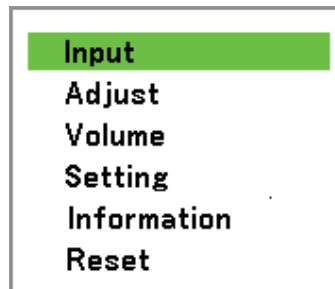 Input
Adjust
Volume
Setting
Information
Reset